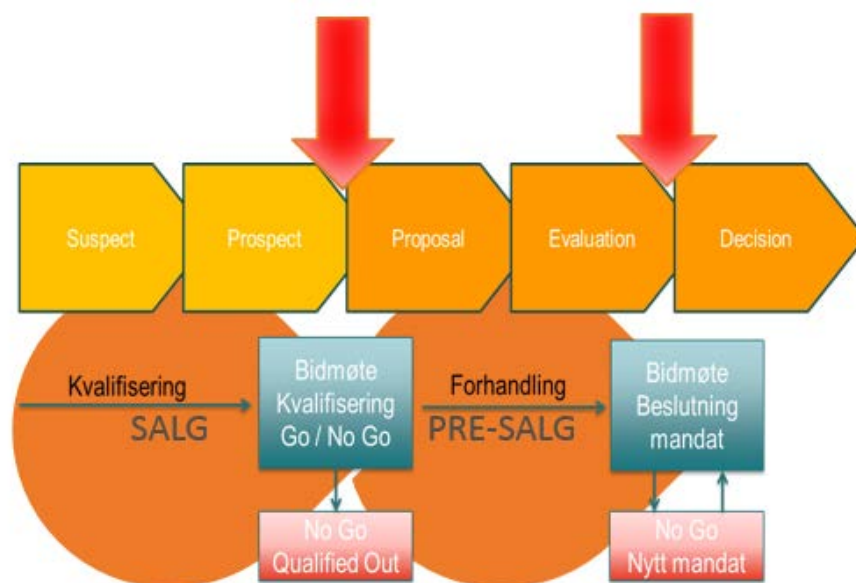 Suspect
Prospect
Proposal
Evaluation
Decision
Kvalifisering
SALG
Bidmøte
Kvalifisering
Go / No Go
Forhandling
PRE-SALG
Bidmøte
Beslutning
mandat
No Go
Qualified Out
No Go
Nytt mandat